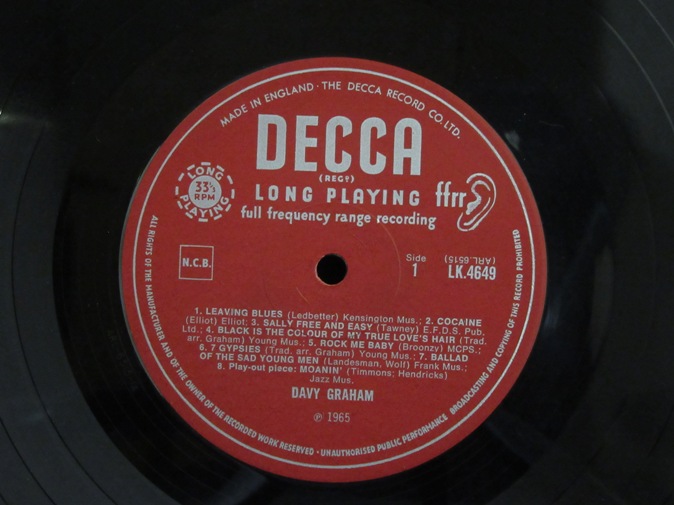 MADE IN ENGLAND · THE DECCA RECORD CO. LTD.
DECCA
(REGD)
LONG PLAYING
full frequency range recording
ffrr
LONG
33⅓
RPM
PLAYING
N.C.B.
Side
1
(ARL.6515)
LK.4649
1. LEAVING BLUES (Ledbetter) Kensington Mus.; 2. COCAINE
(Elliot) Elliot; 3. SALLY FREE AND EASY (Tawney) E.F.D.S. Pub.
Ltd.; 4. BLACK IS THE COLOUR OF MY TRUE LOVE'S HAIR (Trad.
arr. Graham) Young Mus.; 5. ROCK ME BABY (Broonzy) MCPS.;
6. 7 GYPSIES (Trad. arr. Graham) Young Mus.; 7. BALLAD
OF THE SAD YOUNG MEN (Landesman, Wolf) Frank Mus.;
8. Play-out piece: MOANIN' (Timmons; Hendricks)
Jazz Mus.
DAVY GRAHAM
℗ 1965
ALL RIGHTS OF THE MANUFACTURER AND OF THE OWNER OF THE RECORDED WORK RESERVED · UNAUTHORISED PUBLIC PERFORMANCE BROADCASTING AND COPYING OF THIS RECORD PROHIBITED